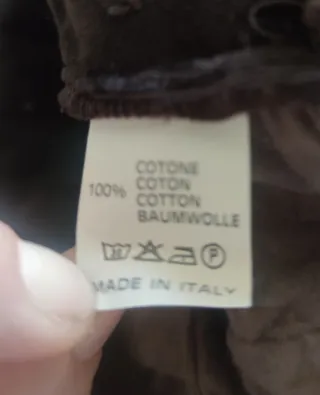 COTONE
100% COTON
COTTON
BAUMWOLLE
P
MADE IN ITALY